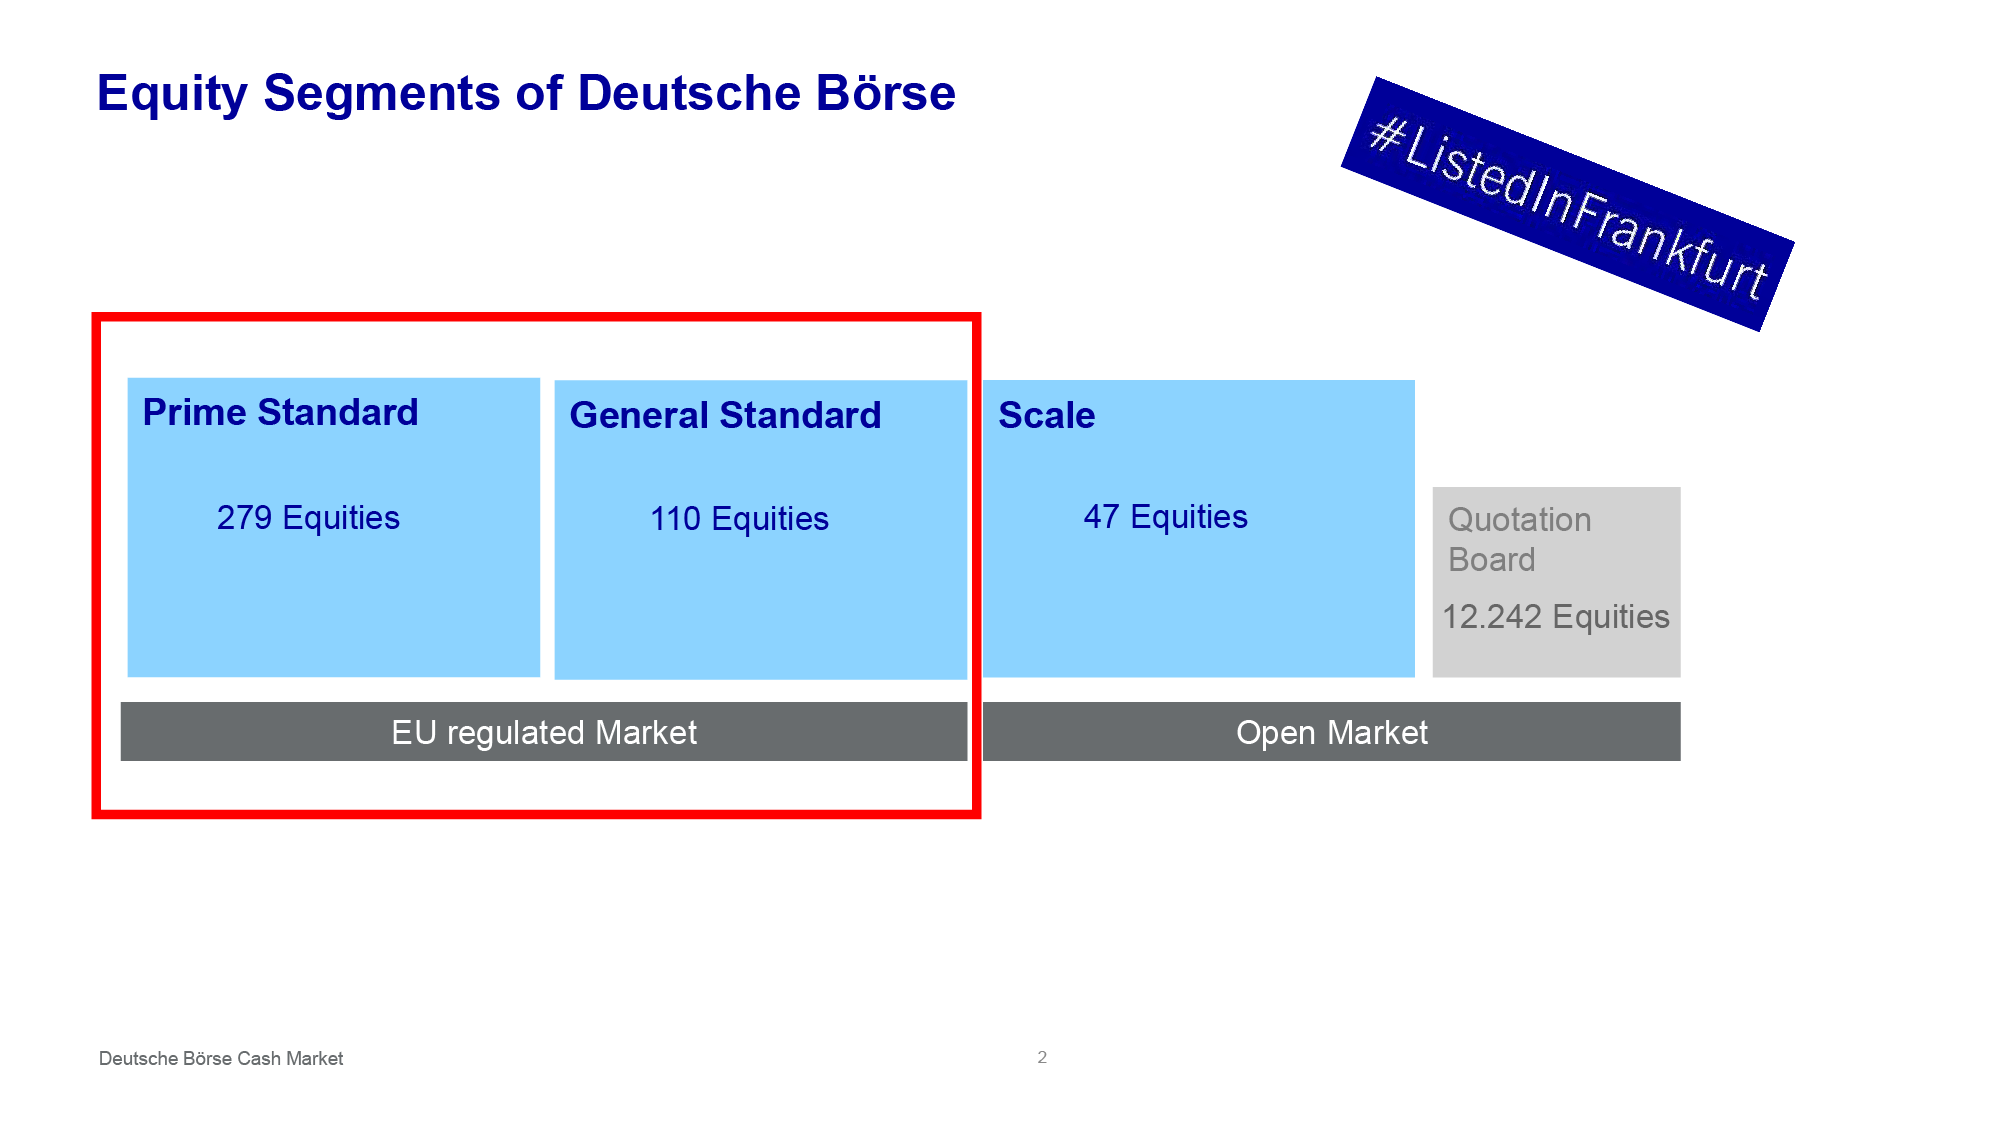 Equity Segments of Deutsche Börse
#ListedInFrankfurt
Prime Standard
279 Equities
General Standard
110 Equities
Scale
47 Equities
Quotation
Board
12.242 Equities
EU regulated Market
Open Market
Deutsche Börse Cash Market
2